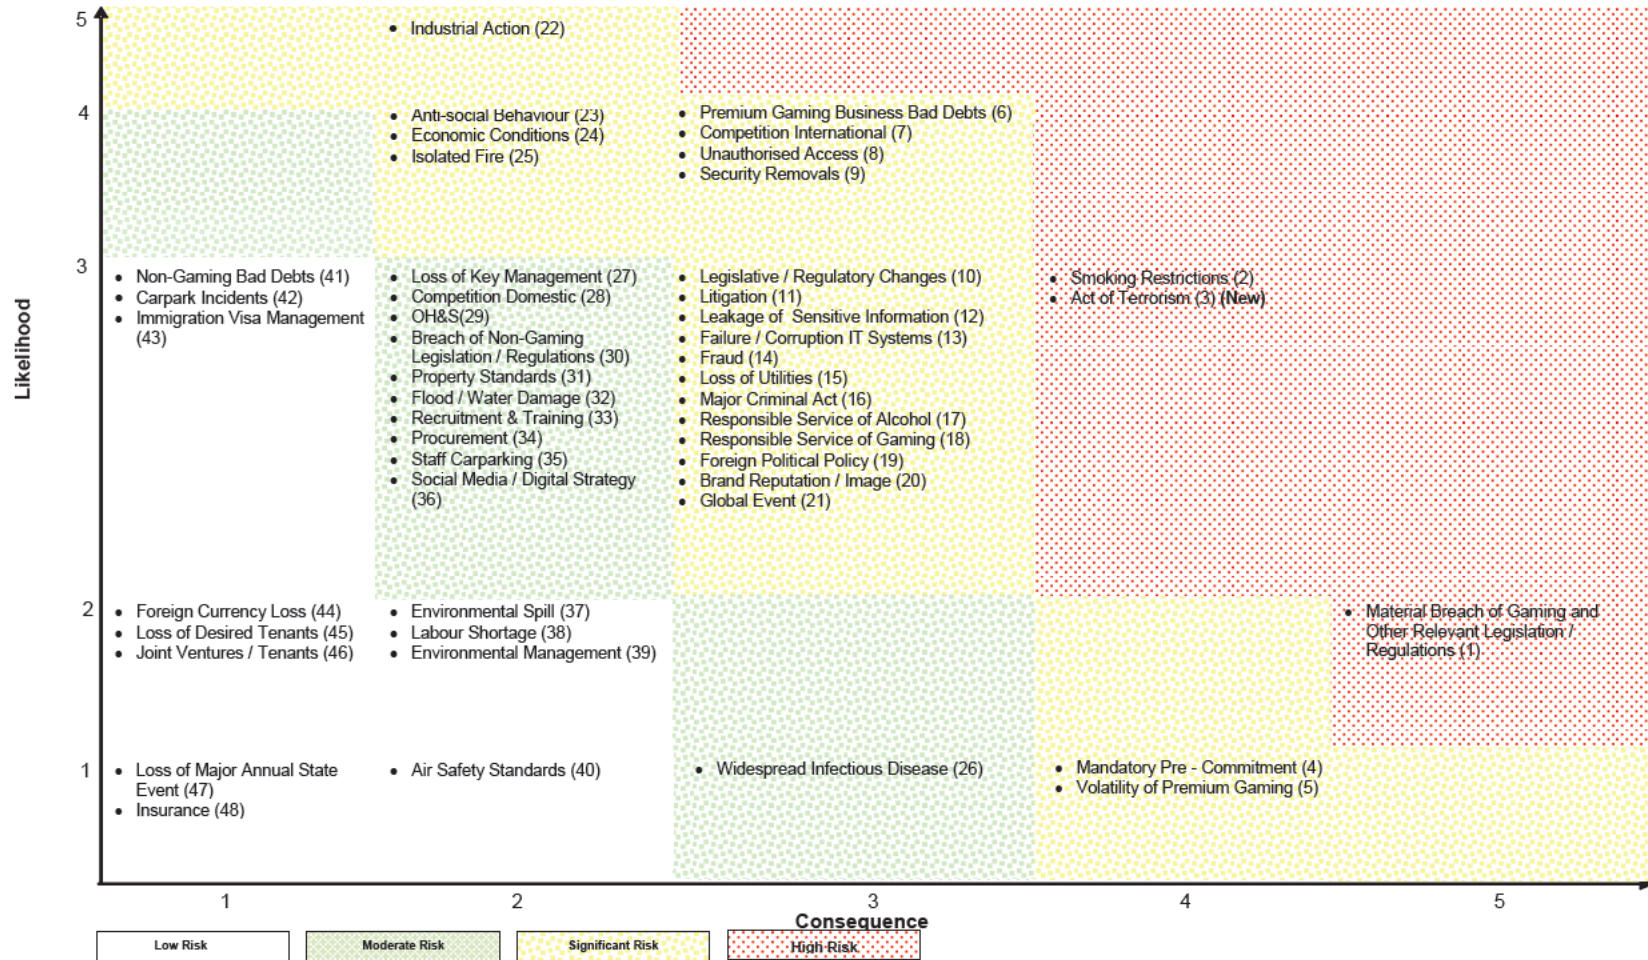 5
• Industrial Action (22)
4
• Anti-social Behaviour (23)
• Economic Conditions (24)
• Isolated Fire (25)
• Premium Gaming Business Bad Debts (6)
• Competition International (7)
• Unauthorised Access (8)
• Security Removals (9)
3
• Non-Gaming Bad Debts (41)
• Carpark Incidents (42)
• Immigration Visa Management
(43)
• Loss of Key Management (27)
• Competition Domestic (28)
• OH&S(29)
• Breach of Non-Gaming
Legislation / Regulations (30)
• Property Standards (31)
• Flood / Water Damage (32)
• Recruitment & Training (33)
• Procurement (34)
• Staff Carparking (35)
• Social Media / Digital Strategy
(36)
• Legislative / Regulatory Changes (10)
• Litigation (11)
• Leakage of Sensitive Information (12)
• Failure / Corruption IT Systems (13)
• Fraud (14)
• Loss of Utilities (15)
• Major Criminal Act (16)
• Responsible Service of Alcohol (17)
• Responsible Service of Gaming (18)
• Foreign Political Policy (19)
• Brand Reputation / Image (20)
• Global Event (21)
• Smoking Restrictions (2)
• Act of Terrorism (3) (New)
Likelihood
2
• Foreign Currency Loss (44)
• Loss of Desired Tenants (45)
• Joint Ventures / Tenants (46)
• Environmental Spill (37)
• Labour Shortage (38)
• Environmental Management (39)
• Material Breach of Gaming and
Other Relevant Legislation /
Regulations (1)
1
• Loss of Major Annual State
Event (47)
• Insurance (48)
• Air Safety Standards (40)
• Widespread Infectious Disease (26)
• Mandatory Pre - Commitment (4)
• Volatility of Premium Gaming (5)
1 2 3 4 5
Consequence
Low Risk
Moderate Risk
Significant Risk
High Risk